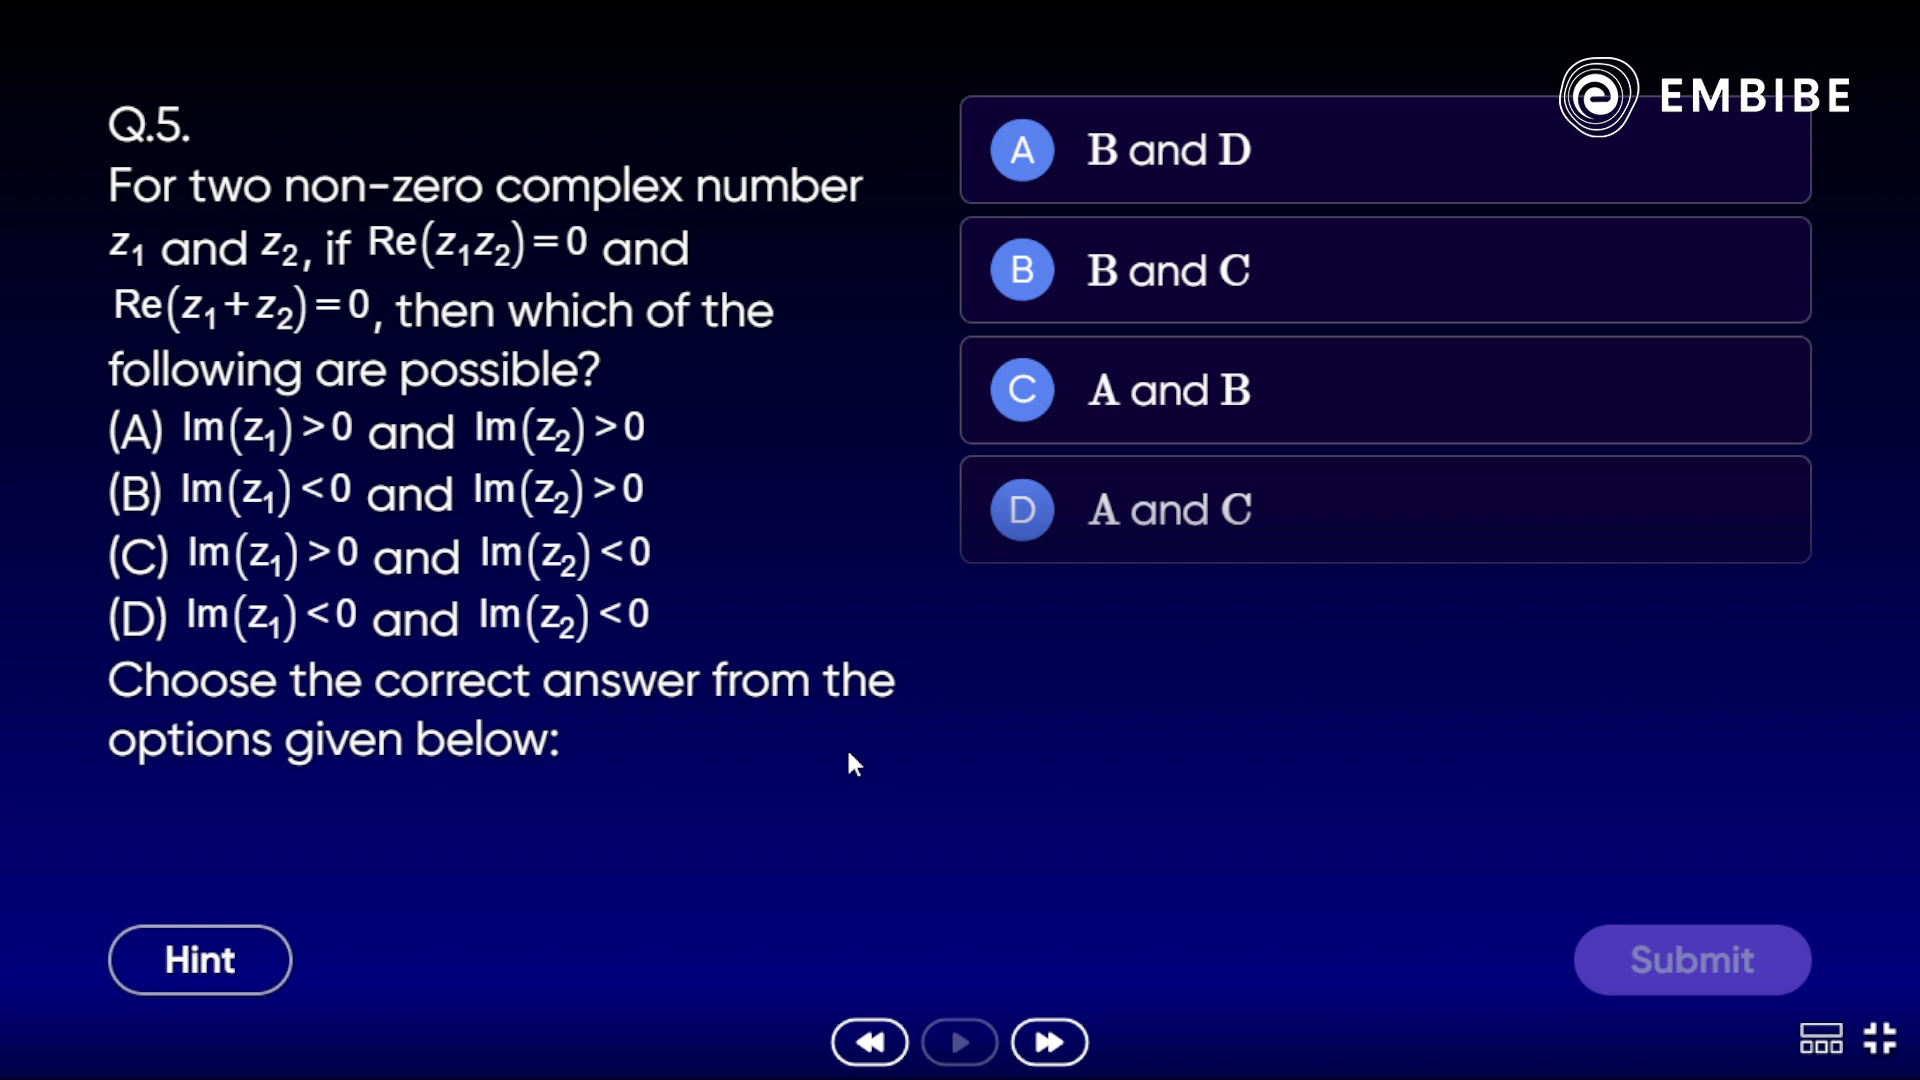 EMBIBE
Q.5.
For two non-zero complex number
z₁ and z₂, if Re(z₁z₂)=0 and
Re(z₁+z₂)=0, then which of the
following are possible?
(A) Im(z₁)>0 and Im(z₂)>0
(B) Im(z₁)<0 and Im(z₂)>0
(C) Im(z₁)>0 and Im(z₂)<0
(D) Im(z₁)<0 and Im(z₂)<0
Choose the correct answer from the
options given below:
A B and D
B B and C
C A and B
D A and C
Hint
Submit